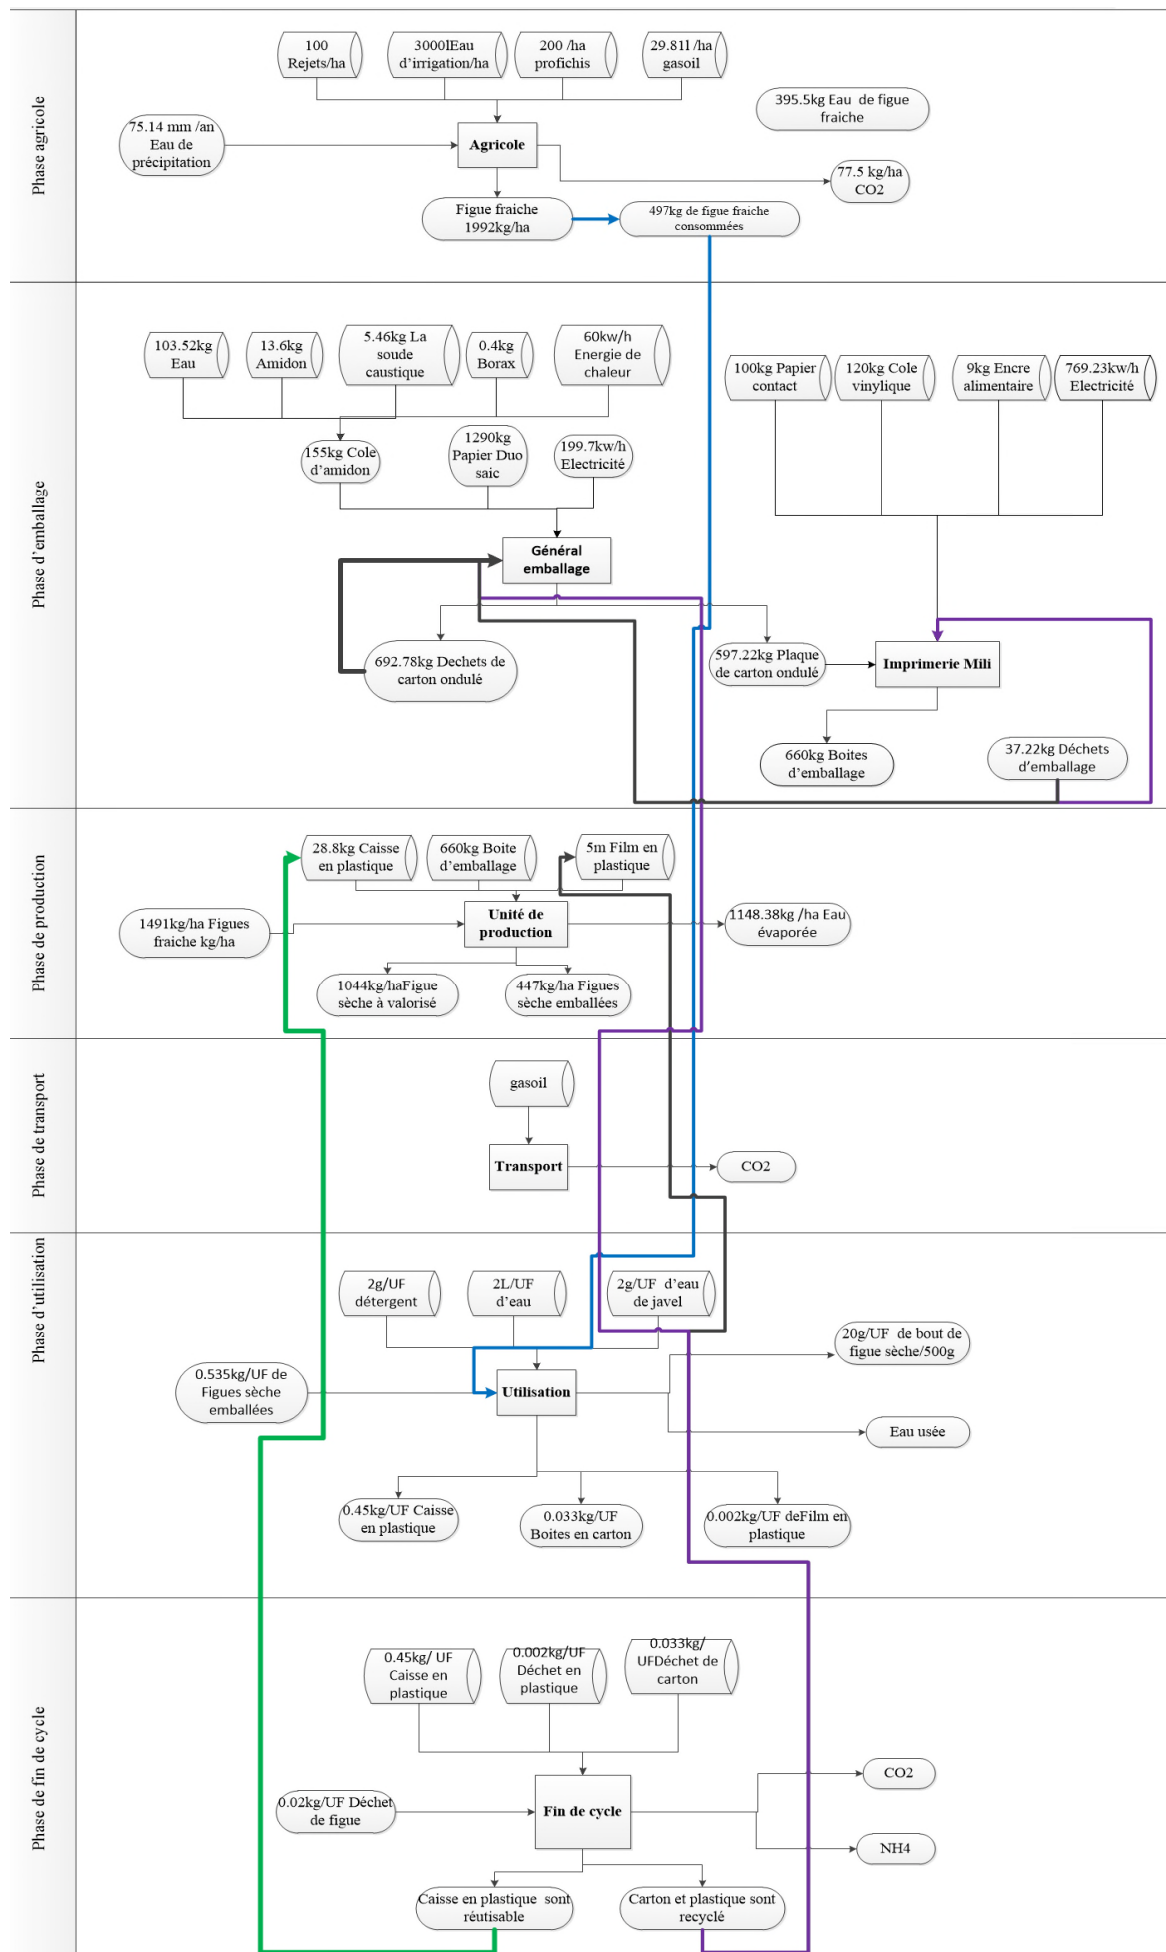 Phase agricole
100
Rejets/ha
3000lEau
d'irrigation/ha
200 /ha
profichis
29.81l /ha
gasoil
395.5kg Eau de figue
fraiche
75.14 mm /an
Eau de
précipitation
Agricole
77.5 kg/ha
CO2
Figue fraiche
1992kg/ha
497kg de figue fraiche
consommées
Phase d'emballage
103.52kg
Eau
13.6kg
Amidon
5.46kg La
soude
caustique
0.4kg
Borax
60kw/h
Energie de
chaleur
100kg Papier
contact
120kg Cole
vinylique
9kg Encre
alimentaire
769.23kw/h
Electricité
155kg Cole
d'amidon
1290kg
Papier Duo
saic
199.7kw/h
Electricité
Général
emballage
692.78kg Dechets de
carton ondulé
597.22kg Plaque
de carton ondulé
Imprimerie Mili
660kg Boites
d'emballage
37.22kg Déchets
d'emballage
Phase de production
28.8kg Caisse
en plastique
660kg Boite
d'emballage
5m Film en
plastique
1491kg/ha Figues
fraiche kg/ha
Unité de
production
1148.38kg /ha Eau
évaporée
1044kg/haFigue
sèche à valorisé
447kg/ha Figues
sèche emballées
Phase de transport
gasoil
Transport
CO2
Phase d'utilisation
2g/UF
détergent
2L/UF
d'eau
2g/UF d'eau
de javel
20g/UF de bout de
figue sèche/500g
0.535kg/UF de
Figues sèche
emballées
Utilisation
Eau usée
0.45kg/UF Caisse
en plastique
0.033kg/UF
Boites en carton
0.002kg/UF deFilm en
plastique
Phase de fin de cycle
0.45kg/ UF
Caisse en
plastique
0.002kg/UF
Déchet en
plastique
0.033kg/
UFDéchet de
carton
0.02kg/UF Déchet
de figue
Fin de cycle
CO2
NH4
Caisse en plastique sont
réutisable
Carton et plastique sont
recyclé